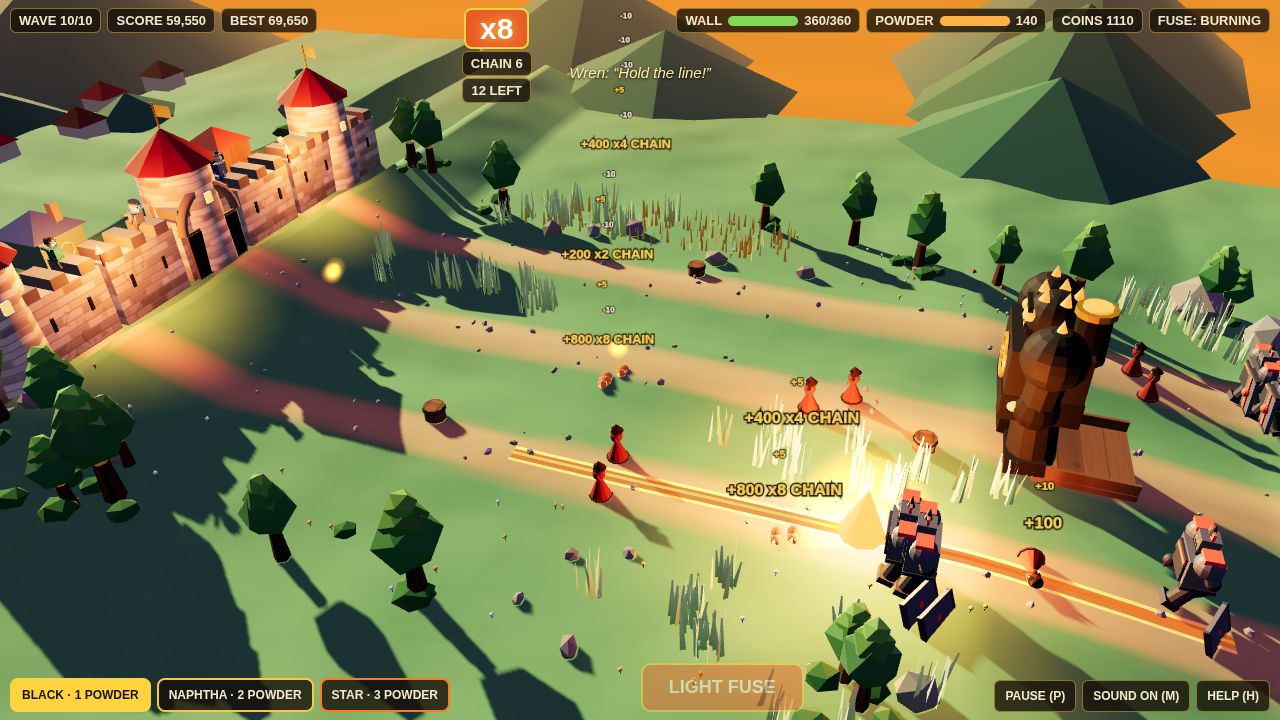 WAVE 10/10
SCORE 59,550
BEST 69,650
x8
CHAIN 6
12 LEFT
WALL 360/360
POWDER 140
COINS 1110
FUSE: BURNING
-10
-10
-10
Wren: “Hold the line!”
+5
-10
+400 x4 CHAIN
-10
+5
-10
+200 x2 CHAIN
+5
-10
+800 x8 CHAIN
+5
+400 x4 CHAIN
+5
+800 x8 CHAIN
+10
+100
BLACK · 1 POWDER
NAPHTHA · 2 POWDER
STAR · 3 POWDER
LIGHT FUSE
PAUSE (P)
SOUND ON (M)
HELP (H)